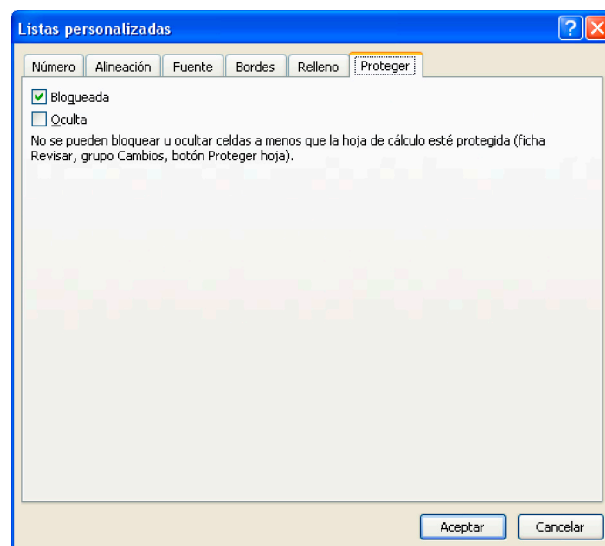 Listas personalizadas
Número Alineación Fuente Bordes Relleno Proteger
Bloqueada
Oculta
No se pueden bloquear u ocultar celdas a menos que la hoja de cálculo esté protegida (ficha
Revisar, grupo Cambios, botón Proteger hoja).
Aceptar Cancelar